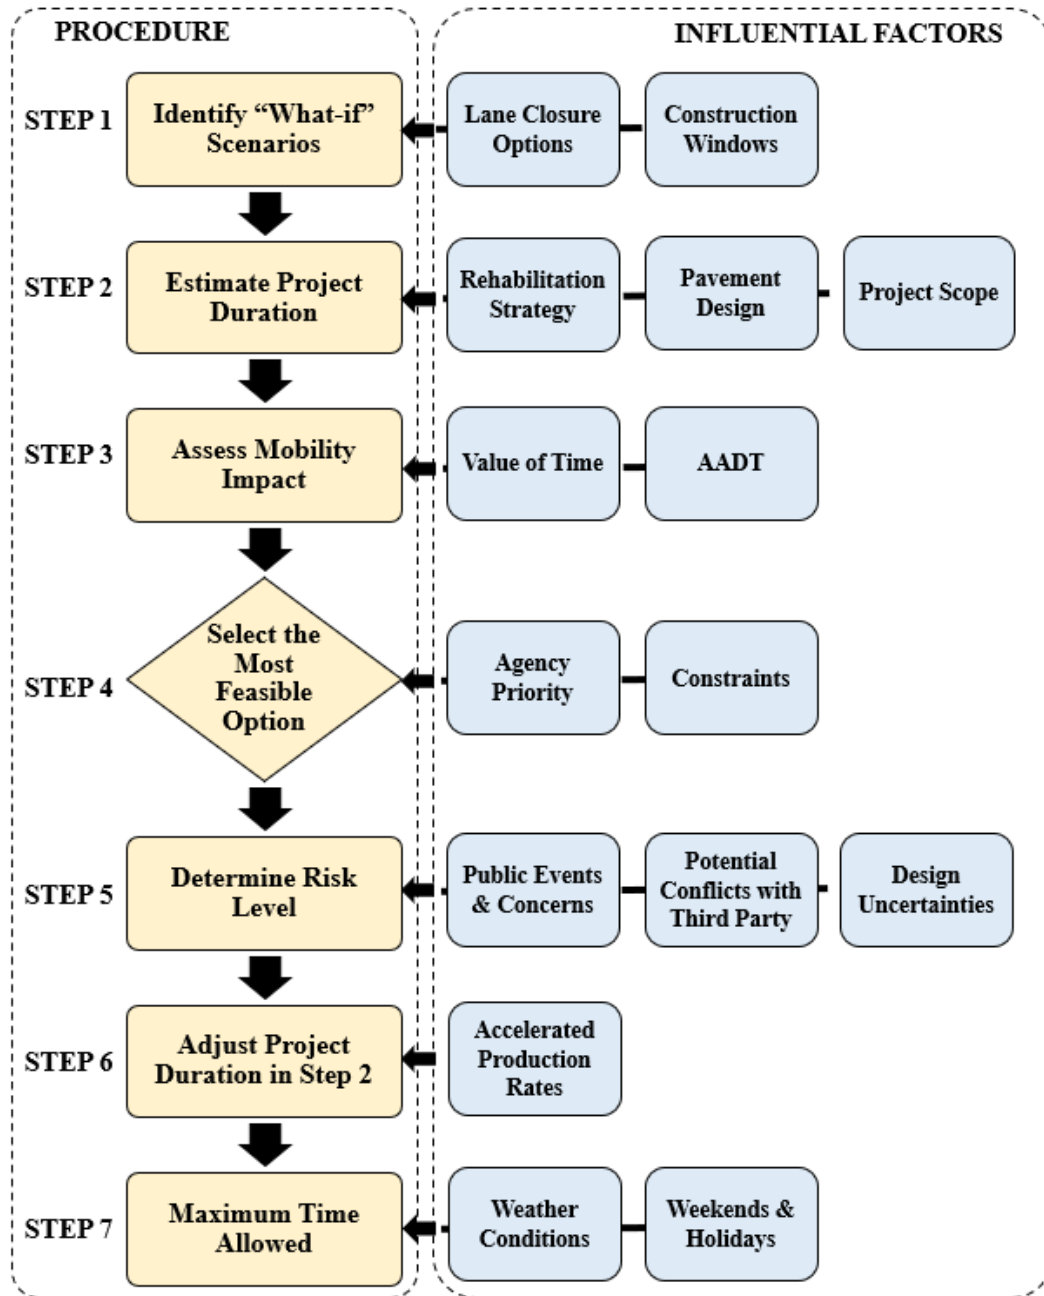 PROCEDURE
INFLUENTIAL FACTORS
STEP 1
Identify “What-if”
Scenarios
Lane Closure
Options
Construction
Windows
STEP 2
Estimate Project
Duration
Rehabilitation
Strategy
Pavement
Design
Project Scope
STEP 3
Assess Mobility
Impact
Value of Time
AADT
STEP 4
Select the
Most
Feasible
Option
Agency
Priority
Constraints
STEP 5
Determine Risk
Level
Public Events
& Concerns
Potential
Conflicts with
Third Party
Design
Uncertainties
STEP 6
Adjust Project
Duration in Step 2
Accelerated
Production
Rates
STEP 7
Maximum Time
Allowed
Weather
Conditions
Weekends &
Holidays